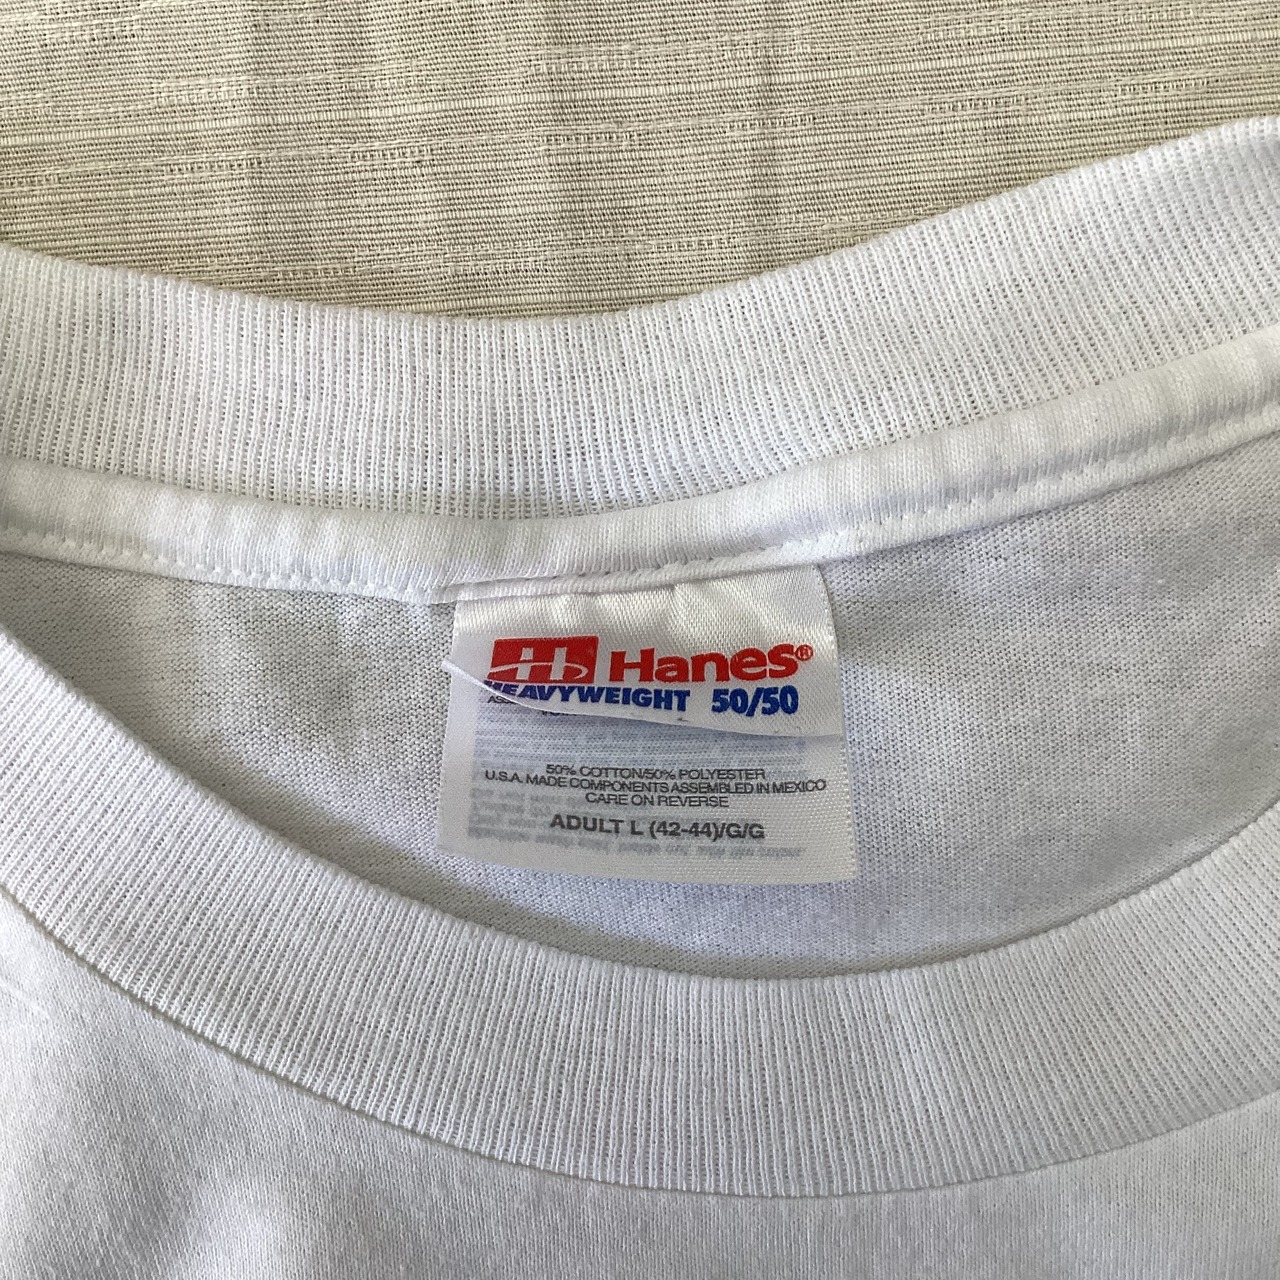 Hanes®
HEAVYWEIGHT 50/50
50% COTTON/50% POLYESTER
U.S.A. MADE COMPONENTS ASSEMBLED IN MEXICO
CARE ON REVERSE
ADULT L (42-44)/G/G